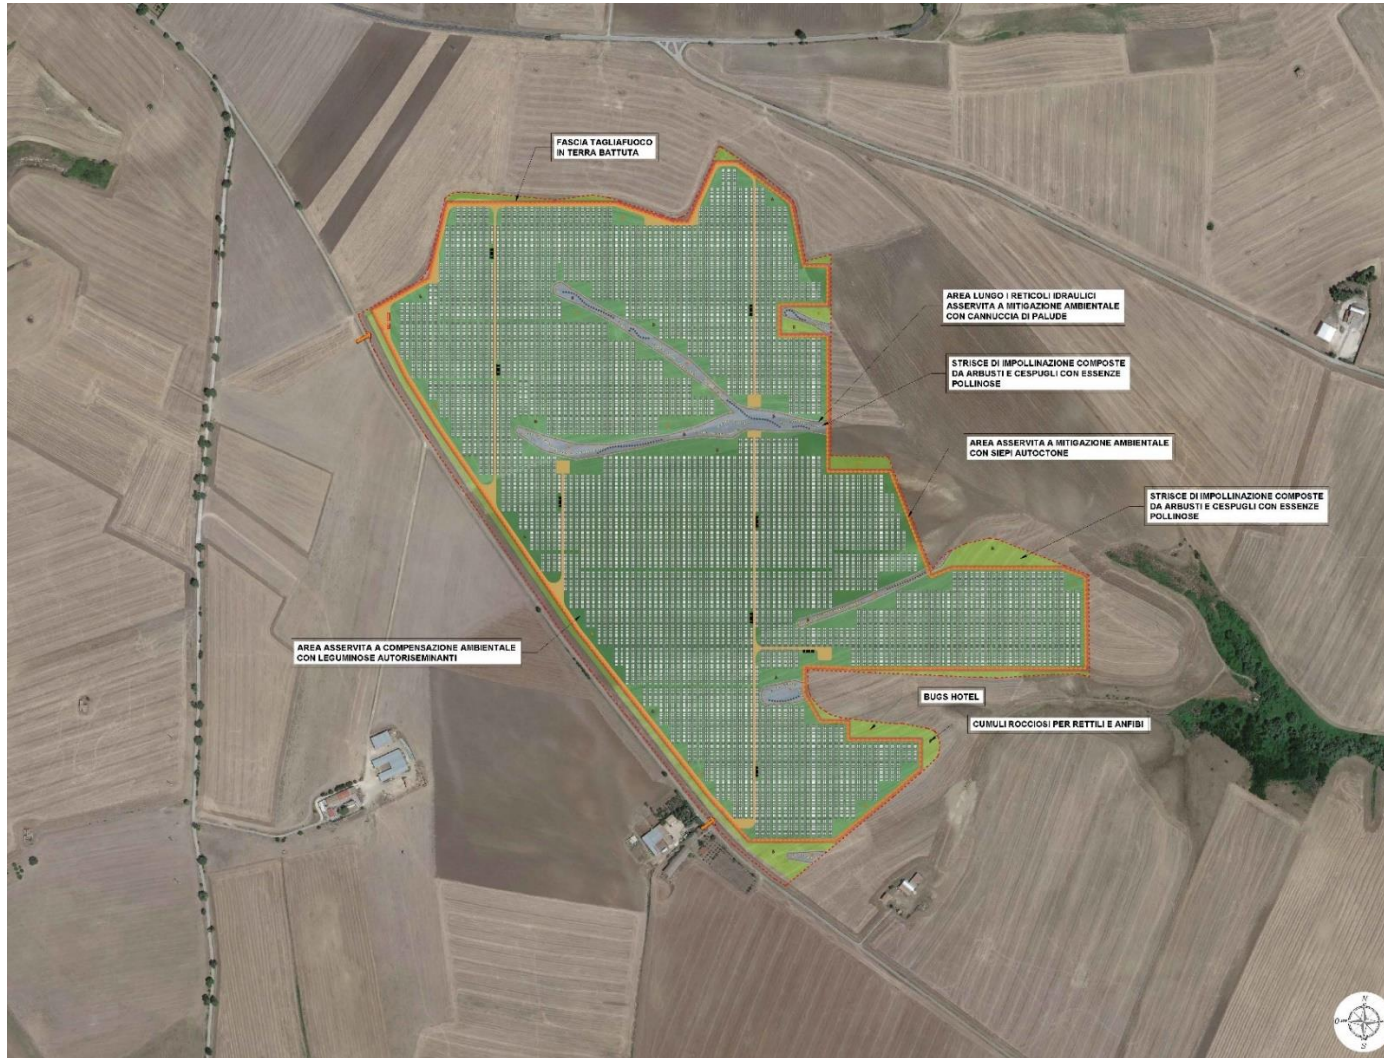 FASCIA TAGLIAFUOCO
IN TERRA BATTUTA
AREA LUNGO I RETICOLI IDRAULICI
ASSERVITA A MITIGAZIONE AMBIENTALE
CON CANNUCCIA DI PALUDE
STRISCE DI IMPOLLINAZIONE COMPOSTE
DA ARBUSTI E CESPUGLI CON ESSENZE
POLLINOSE
AREA ASSERVITA A MITIGAZIONE AMBIENTALE
CON SIEPI AUTOCTONE
STRISCE DI IMPOLLINAZIONE COMPOSTE
DA ARBUSTI E CESPUGLI CON ESSENZE
POLLINOSE
AREA ASSERVITA A COMPENSAZIONE AMBIENTALE
CON LEGUMINOSE AUTORISEMINANTI
BUGS HOTEL
CUMULI ROCCIOSI PER RETTILI E ANFIBI
N
O
S